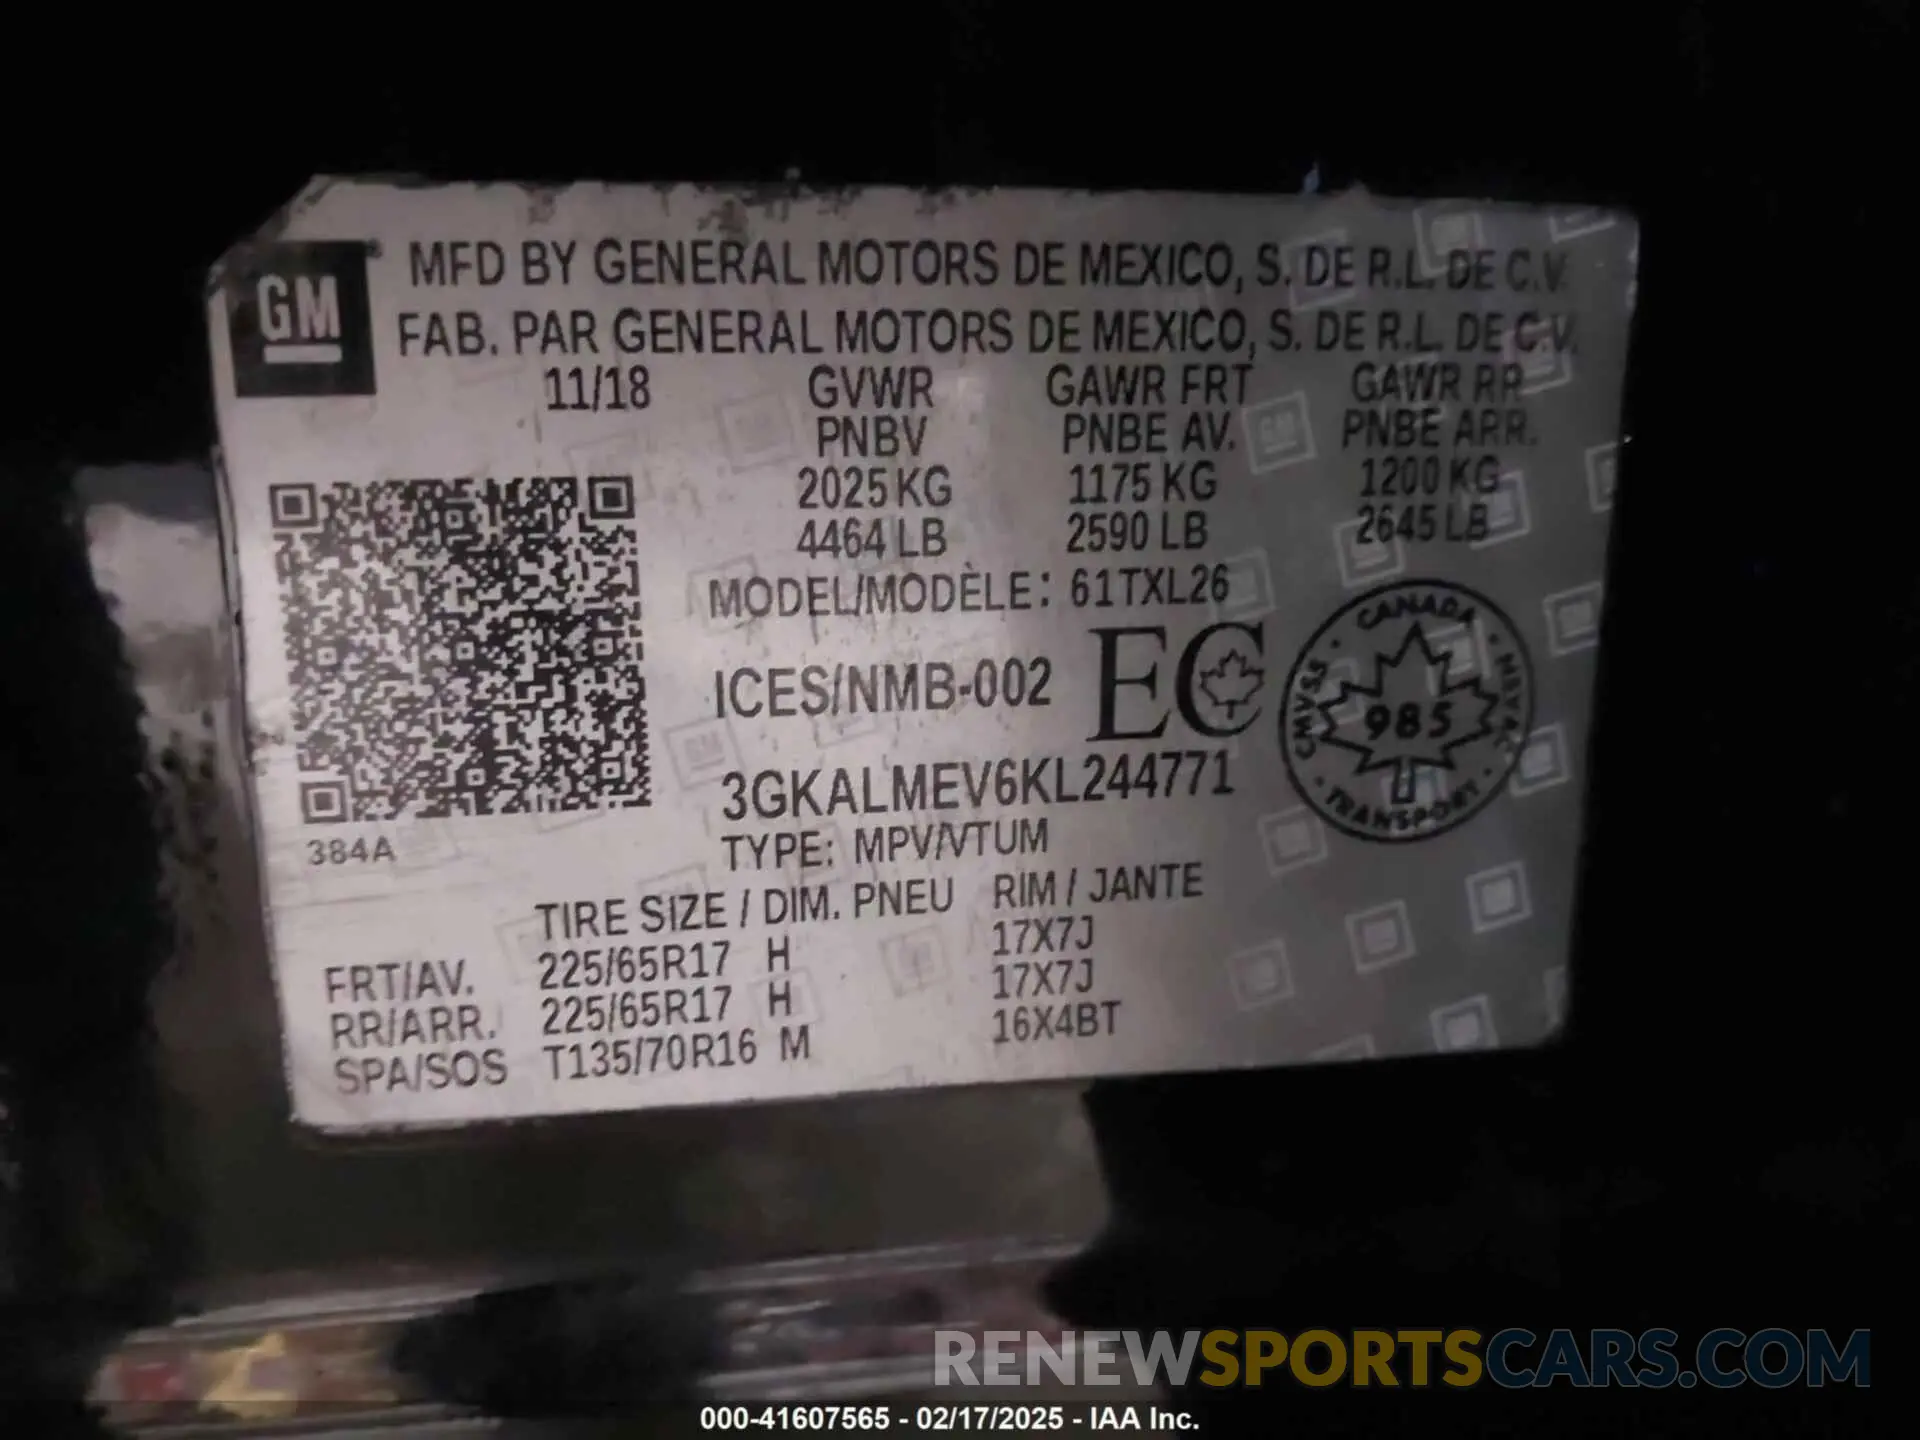 GM
MFD BY GENERAL MOTORS DE MEXICO, S. DE R.L. DE C.V.
FAB. PAR GENERAL MOTORS DE MEXICO, S. DE R.L. DE C.V.
11/18 GVWR GAWR FRT GAWR RR
PNBV PNBE AV. PNBE ARR.
2025 KG 1175 KG 1200 KG
4464 LB 2590 LB 2645 LB
MODEL/MODÈLE: 61TXL26
ICES/NMB-002 EC
CANADA
CMVSS 985 NSVAC
TRANSPORT
3GKALMEV6KL244771
384A
TYPE: MPV/VTUM
TIRE SIZE / DIM. PNEU RIM / JANTE
FRT/AV. 225/65R17 H 17X7J
RR/ARR. 225/65R17 H 17X7J
SPA/SOS T135/70R16 M 16X4BT
RENEWSPORTSCARS.COM
000-41607565 - 02/17/2025 - IAA Inc.